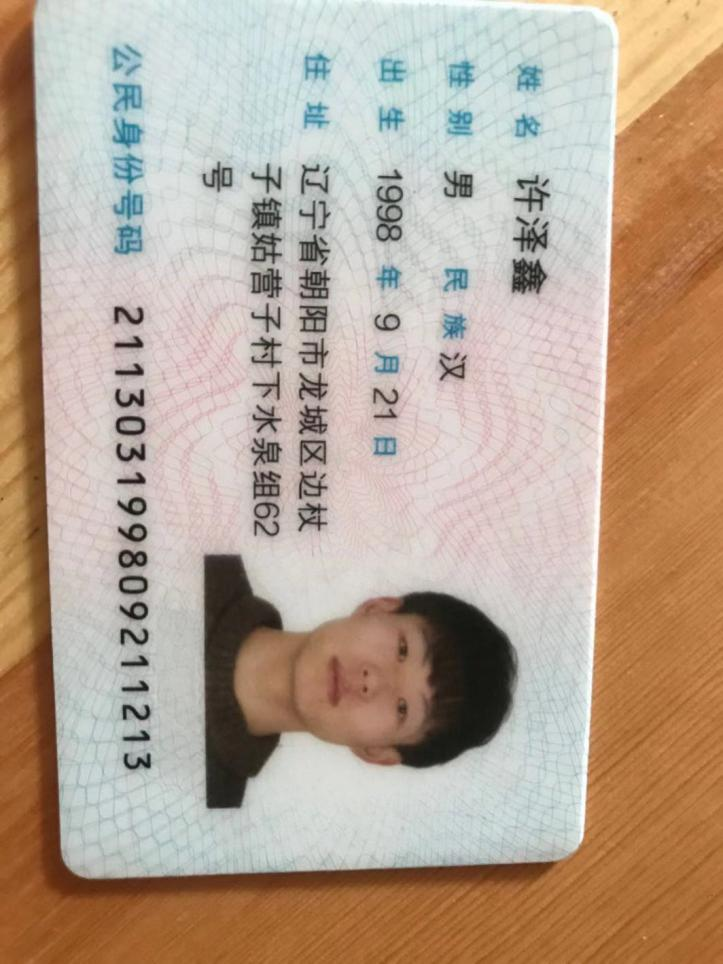 姓名 许泽鑫
性别 男 民族 汉
出生 1998 年 9 月 21 日
住址 辽宁省朝阳市龙城区边杖
子镇姑营子村下水泉组62
号
公民身份号码 211303199809211213